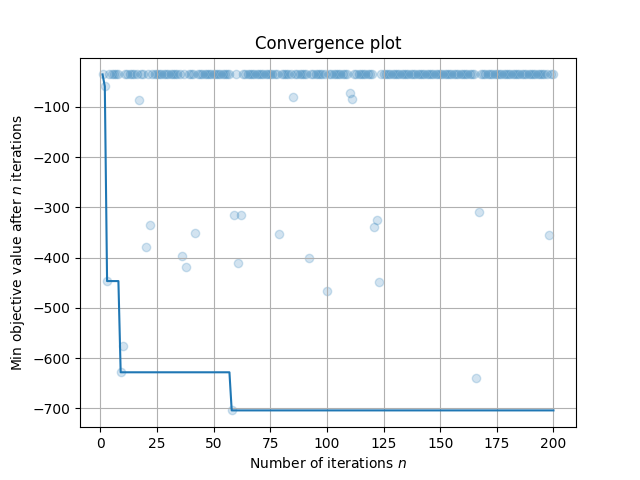 Convergence plot
Min objective value after n iterations
−100
−200
−300
−400
−500
−600
−700
0 25 50 75 100 125 150 175 200
Number of iterations n